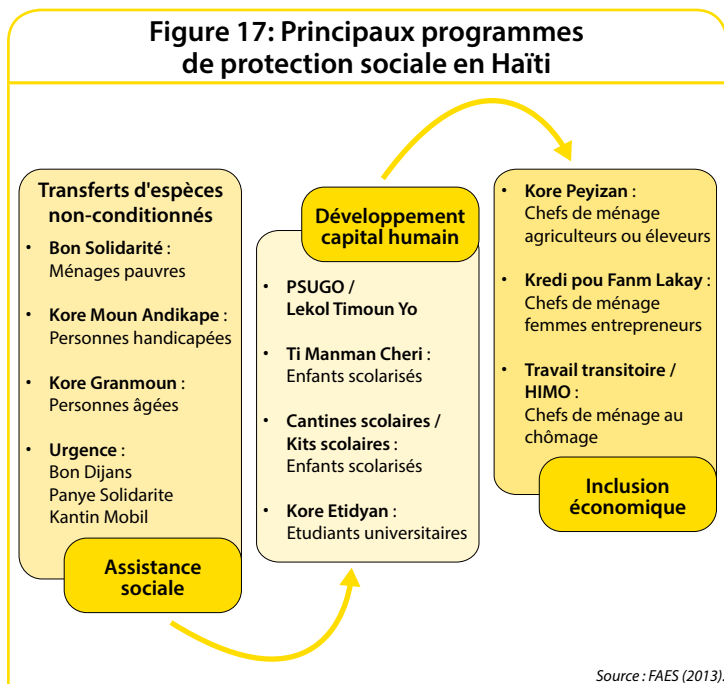 Figure 17: Principaux programmes
de protection sociale en Haïti
Transferts d'espèces
non-conditionnés
• Bon Solidarité :
Ménages pauvres
• Kore Moun Andikape :
Personnes handicapées
• Kore Granmoun :
Personnes âgées
• Urgence :
Bon Dijans
Panye Solidarite
Kantin Mobil
Assistance
sociale
Développement
capital humain
• PSUGO /
Lekol Timoun Yo
• Ti Manman Cheri :
Enfants scolarisés
• Cantines scolaires /
Kits scolaires :
Enfants scolarisés
• Kore Etidyan :
Etudiants universitaires
• Kore Peyizan :
Chefs de ménage
agriculteurs ou éleveurs
• Kredi pou Fanm Lakay :
Chefs de ménage
femmes entrepreneurs
• Travail transitoire /
HIMO :
Chefs de ménage au
chômage
Inclusion
économique
Source : FAES (2013).